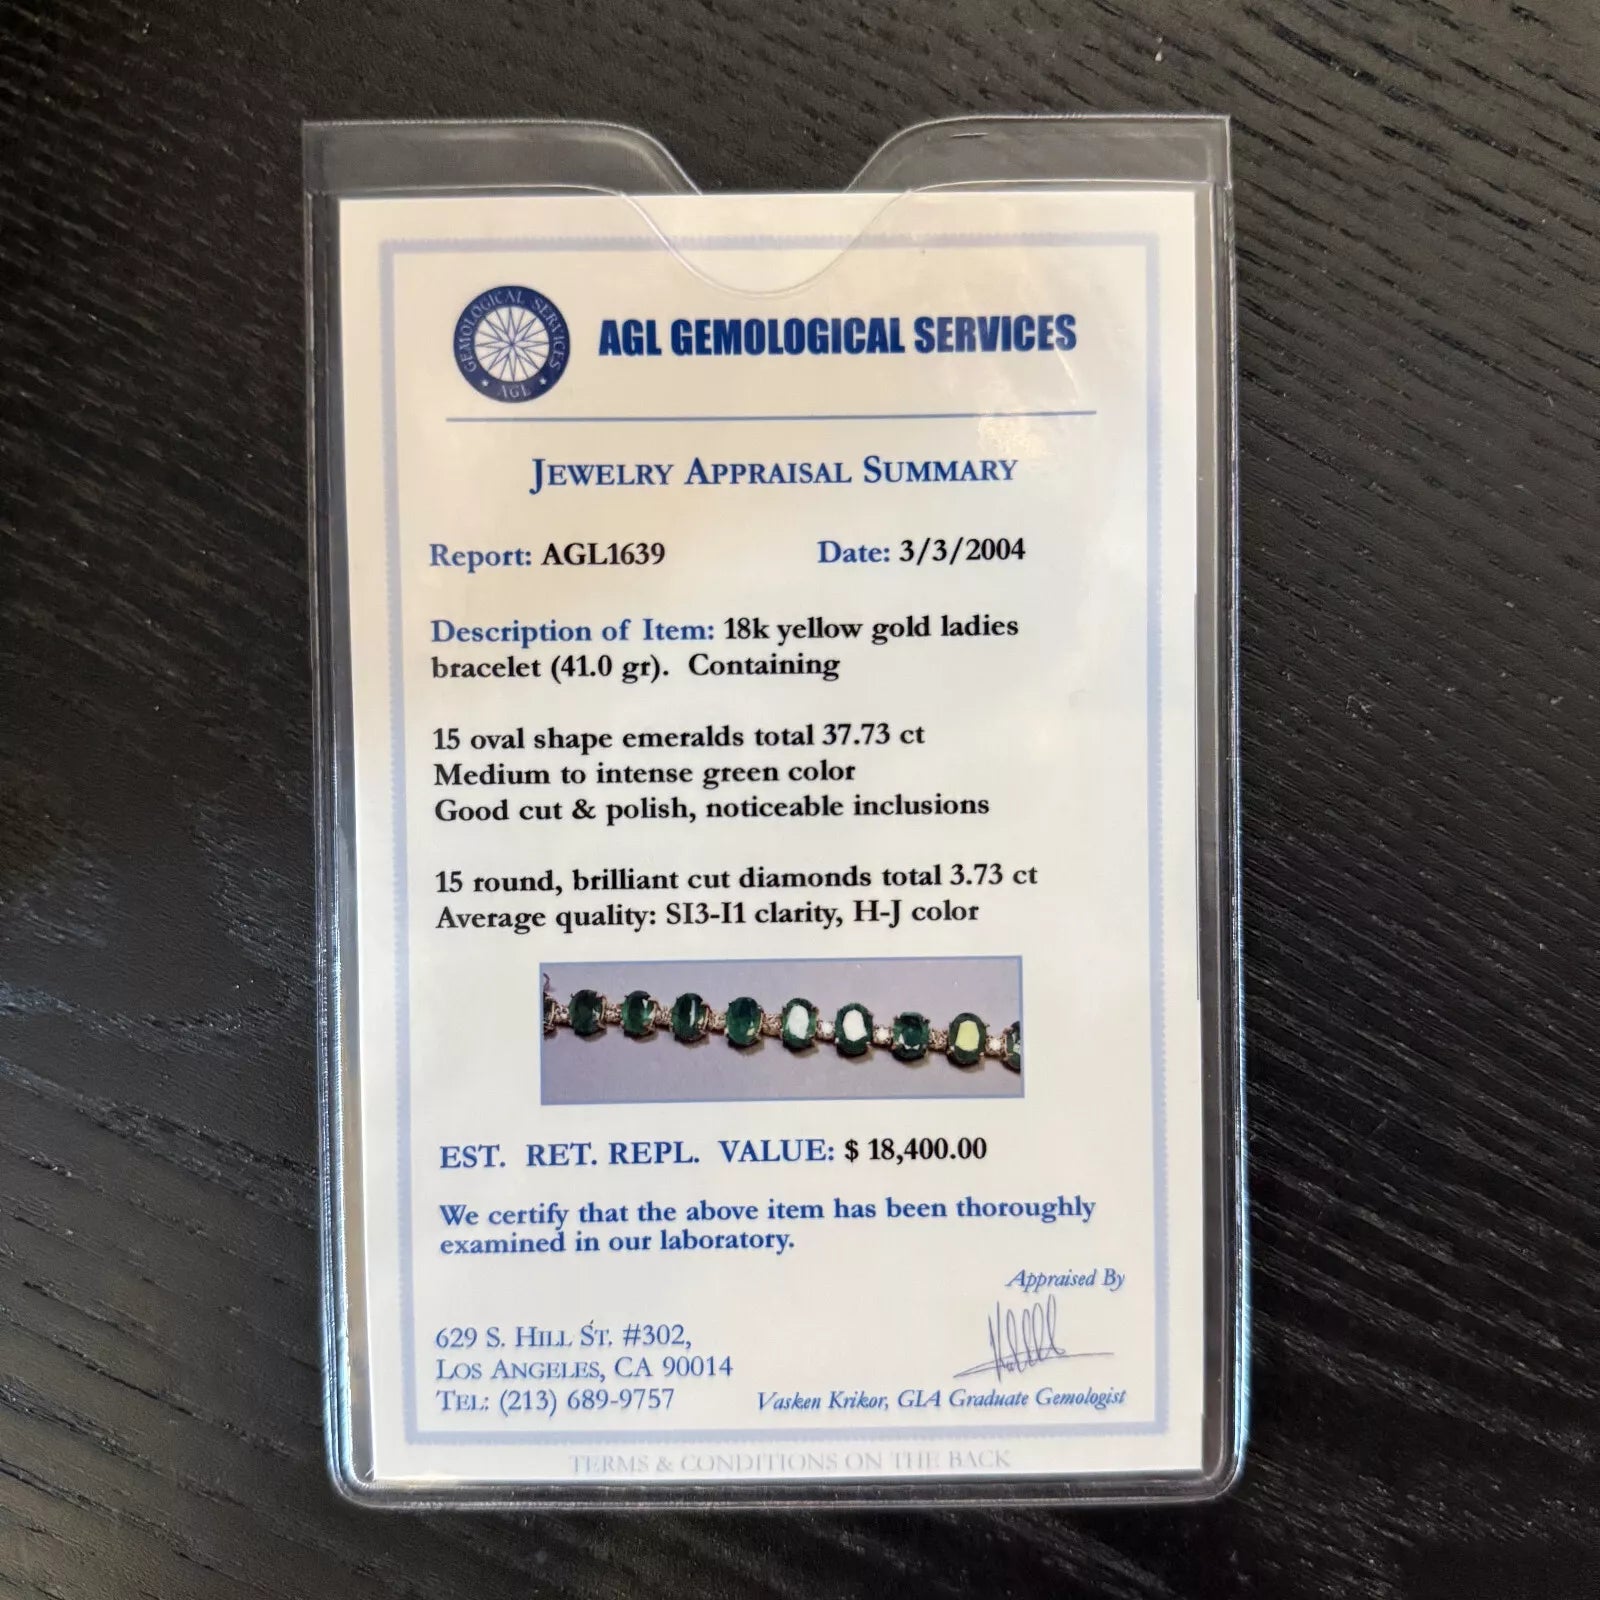 GEMOLOGICAL SERVICES
★ AGL ★
AGL GEMOLOGICAL SERVICES
JEWELRY APPRAISAL SUMMARY
Report: AGL1639 Date: 3/3/2004
Description of Item: 18k yellow gold ladies
bracelet (41.0 gr). Containing
15 oval shape emeralds total 37.73 ct
Medium to intense green color
Good cut & polish, noticeable inclusions
15 round, brilliant cut diamonds total 3.73 ct
Average quality: SI3-I1 clarity, H-J color
EST. RET. REPL. VALUE: $ 18,400.00
We certify that the above item has been thoroughly
examined in our laboratory.
Appraised By
629 S. HILL ST. #302,
LOS ANGELES, CA 90014
TEL: (213) 689-9757
Vasken Krikor, GLA Graduate Gemologist
TERMS & CONDITIONS ON THE BACK